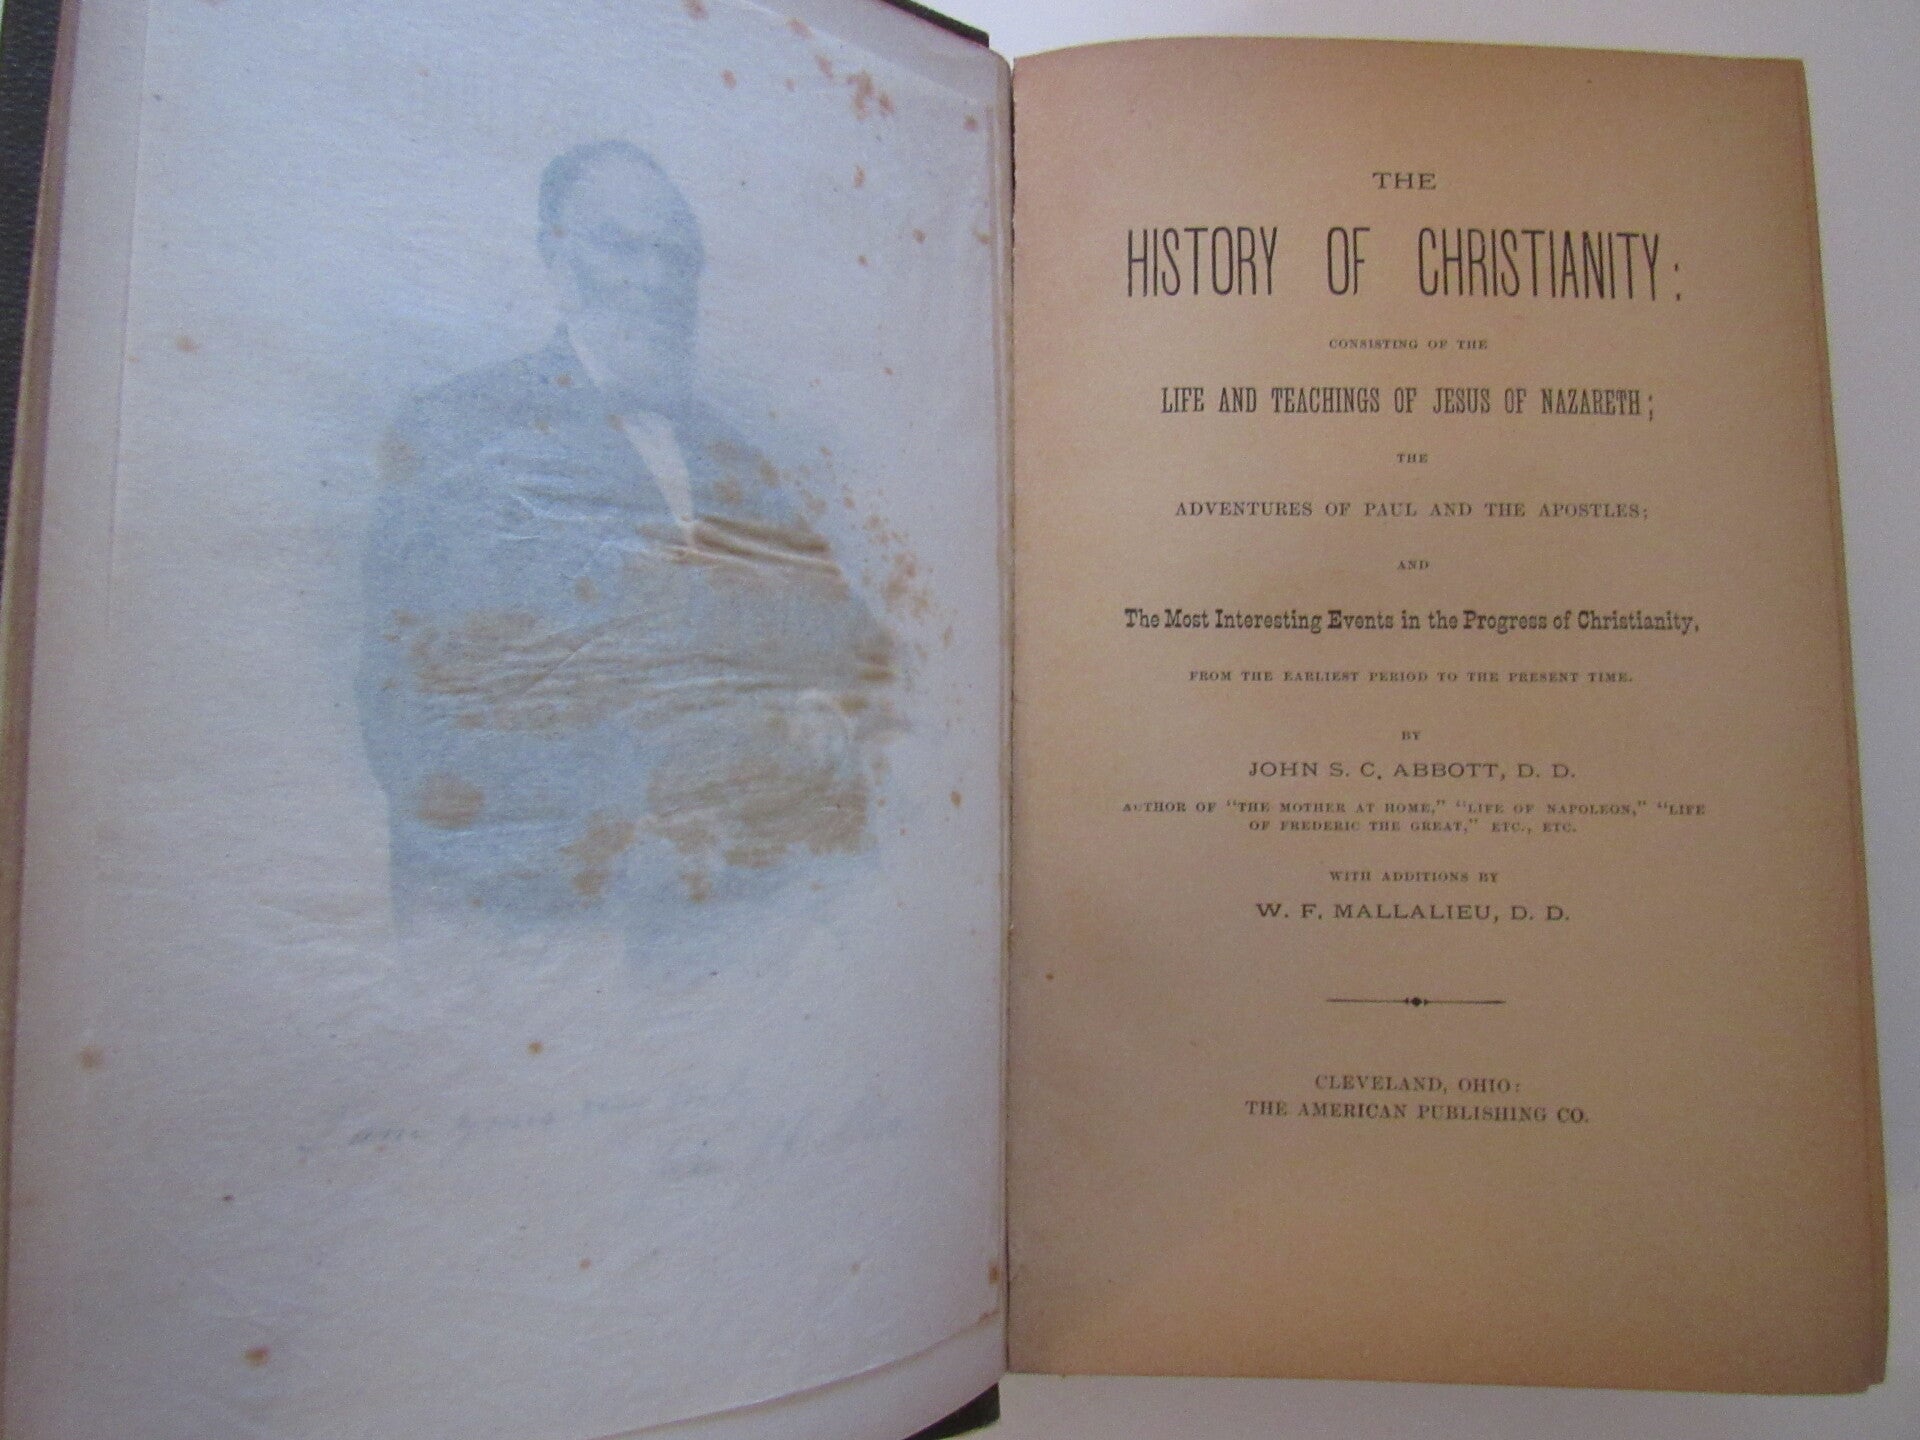 THE
HISTORY OF CHRISTIANITY:
CONSISTING OF THE
LIFE AND TEACHINGS OF JESUS OF NAZARETH;
THE
ADVENTURES OF PAUL AND THE APOSTLES;
AND
The Most Interesting Events in the Progress of Christianity,
FROM THE EARLIEST PERIOD TO THE PRESENT TIME.
BY
JOHN S. C. ABBOTT, D. D.
AUTHOR OF "THE MOTHER AT HOME," "LIFE OF NAPOLEON," "LIFE
OF FREDERIC THE GREAT," ETC., ETC.
WITH ADDITIONS BY
W. F. MALLALIEU, D. D.
CLEVELAND, OHIO:
THE AMERICAN PUBLISHING CO.